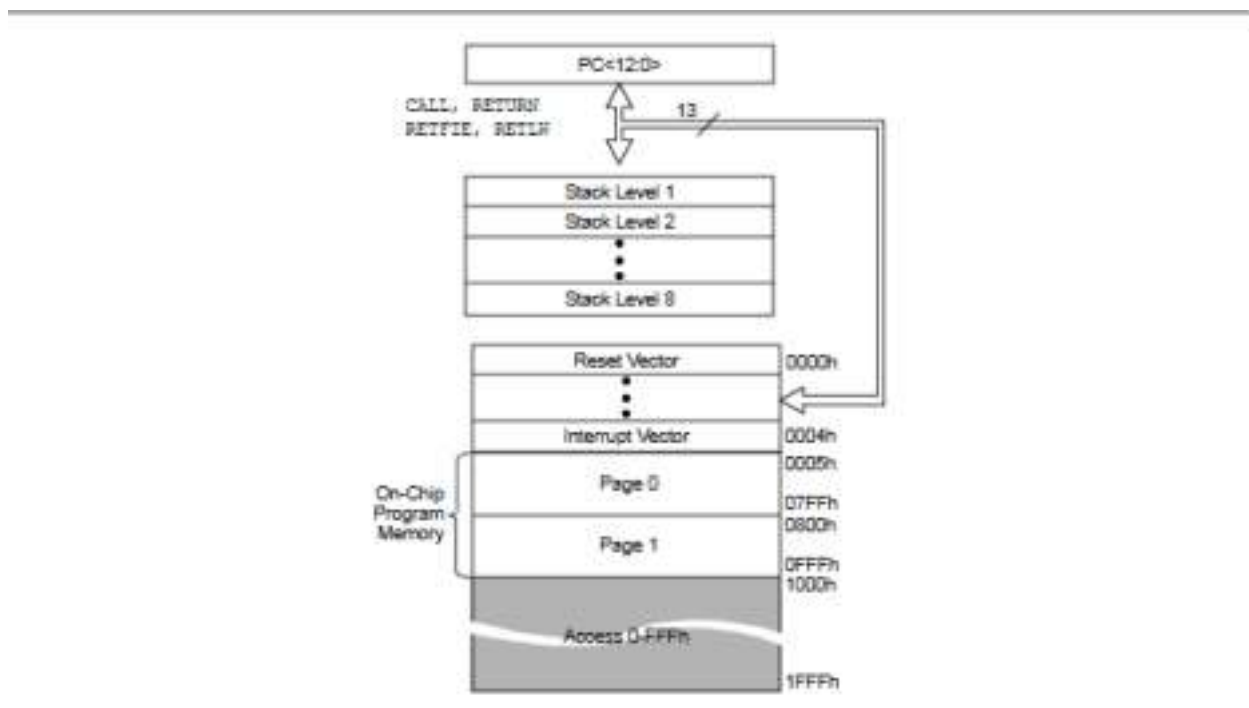 PC<12:0>
CALL, RETURN
RETFIE, RETLW
13
Stack Level 1
Stack Level 2
Stack Level 8
Reset Vector
0000h
Interrupt Vector
0004h
0005h
Page 0
07FFh
On-Chip
Program
Memory
0800h
Page 1
0FFFh
1000h
Access 0-FFFh
1FFFh